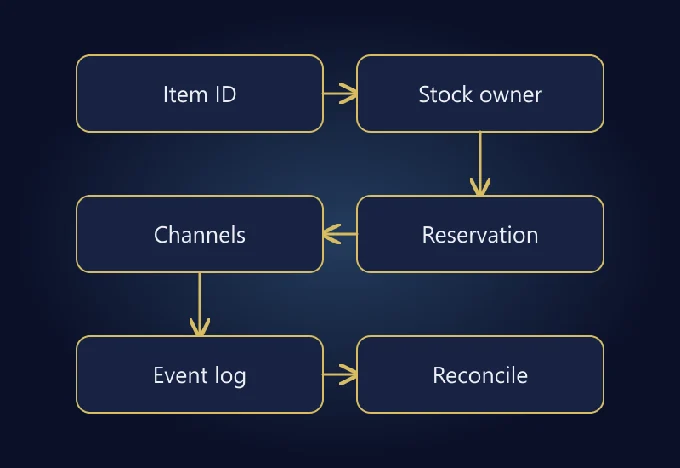 Item ID
Stock owner
Channels
Reservation
Event log
Reconcile